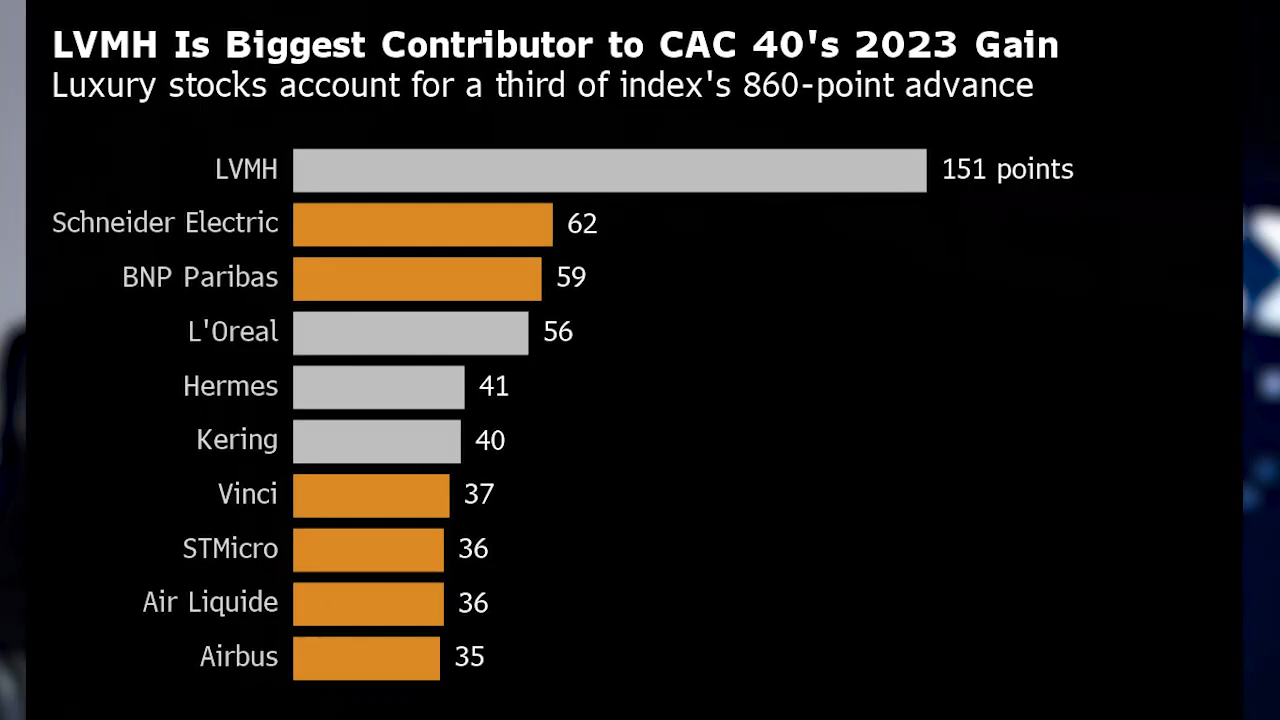 LVMH Is Biggest Contributor to CAC 40's 2023 Gain
Luxury stocks account for a third of index's 860-point advance
LVMH 151 points
Schneider Electric 62
BNP Paribas 59
L'Oreal 56
Hermes 41
Kering 40
Vinci 37
STMicro 36
Air Liquide 36
Airbus 35